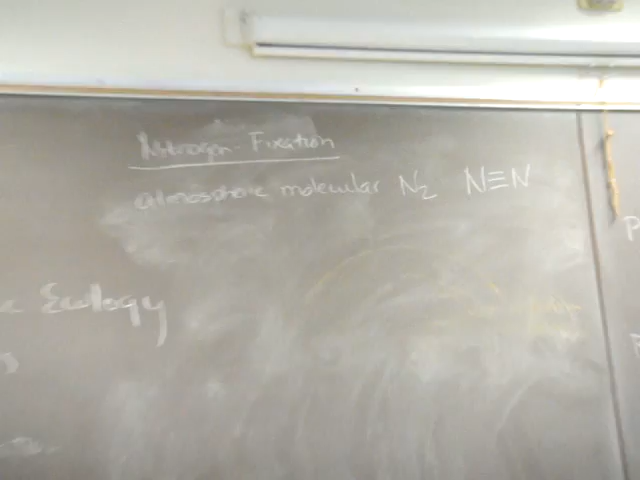 Nitrogen Fixation
atmospheric molecular N₂ N≡N
Ecology
P